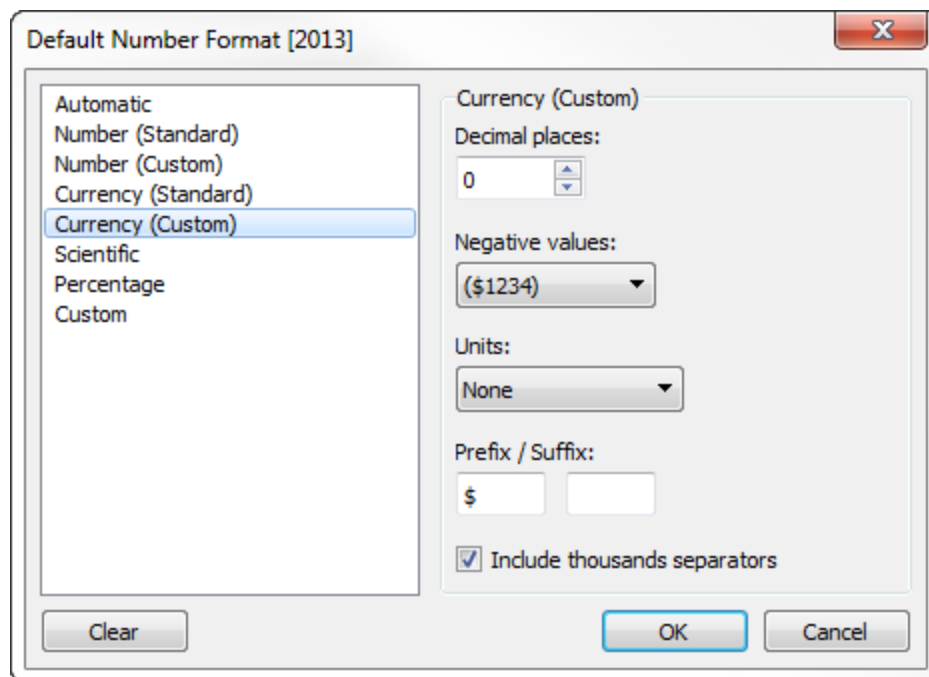 Default Number Format [2013]
Automatic
Number (Standard)
Number (Custom)
Currency (Standard)
Currency (Custom)
Scientific
Percentage
Custom
Currency (Custom)
Decimal places:
0
Negative values:
($1234)
Units:
None
Prefix / Suffix:
$
Include thousands separators
Clear
OK
Cancel